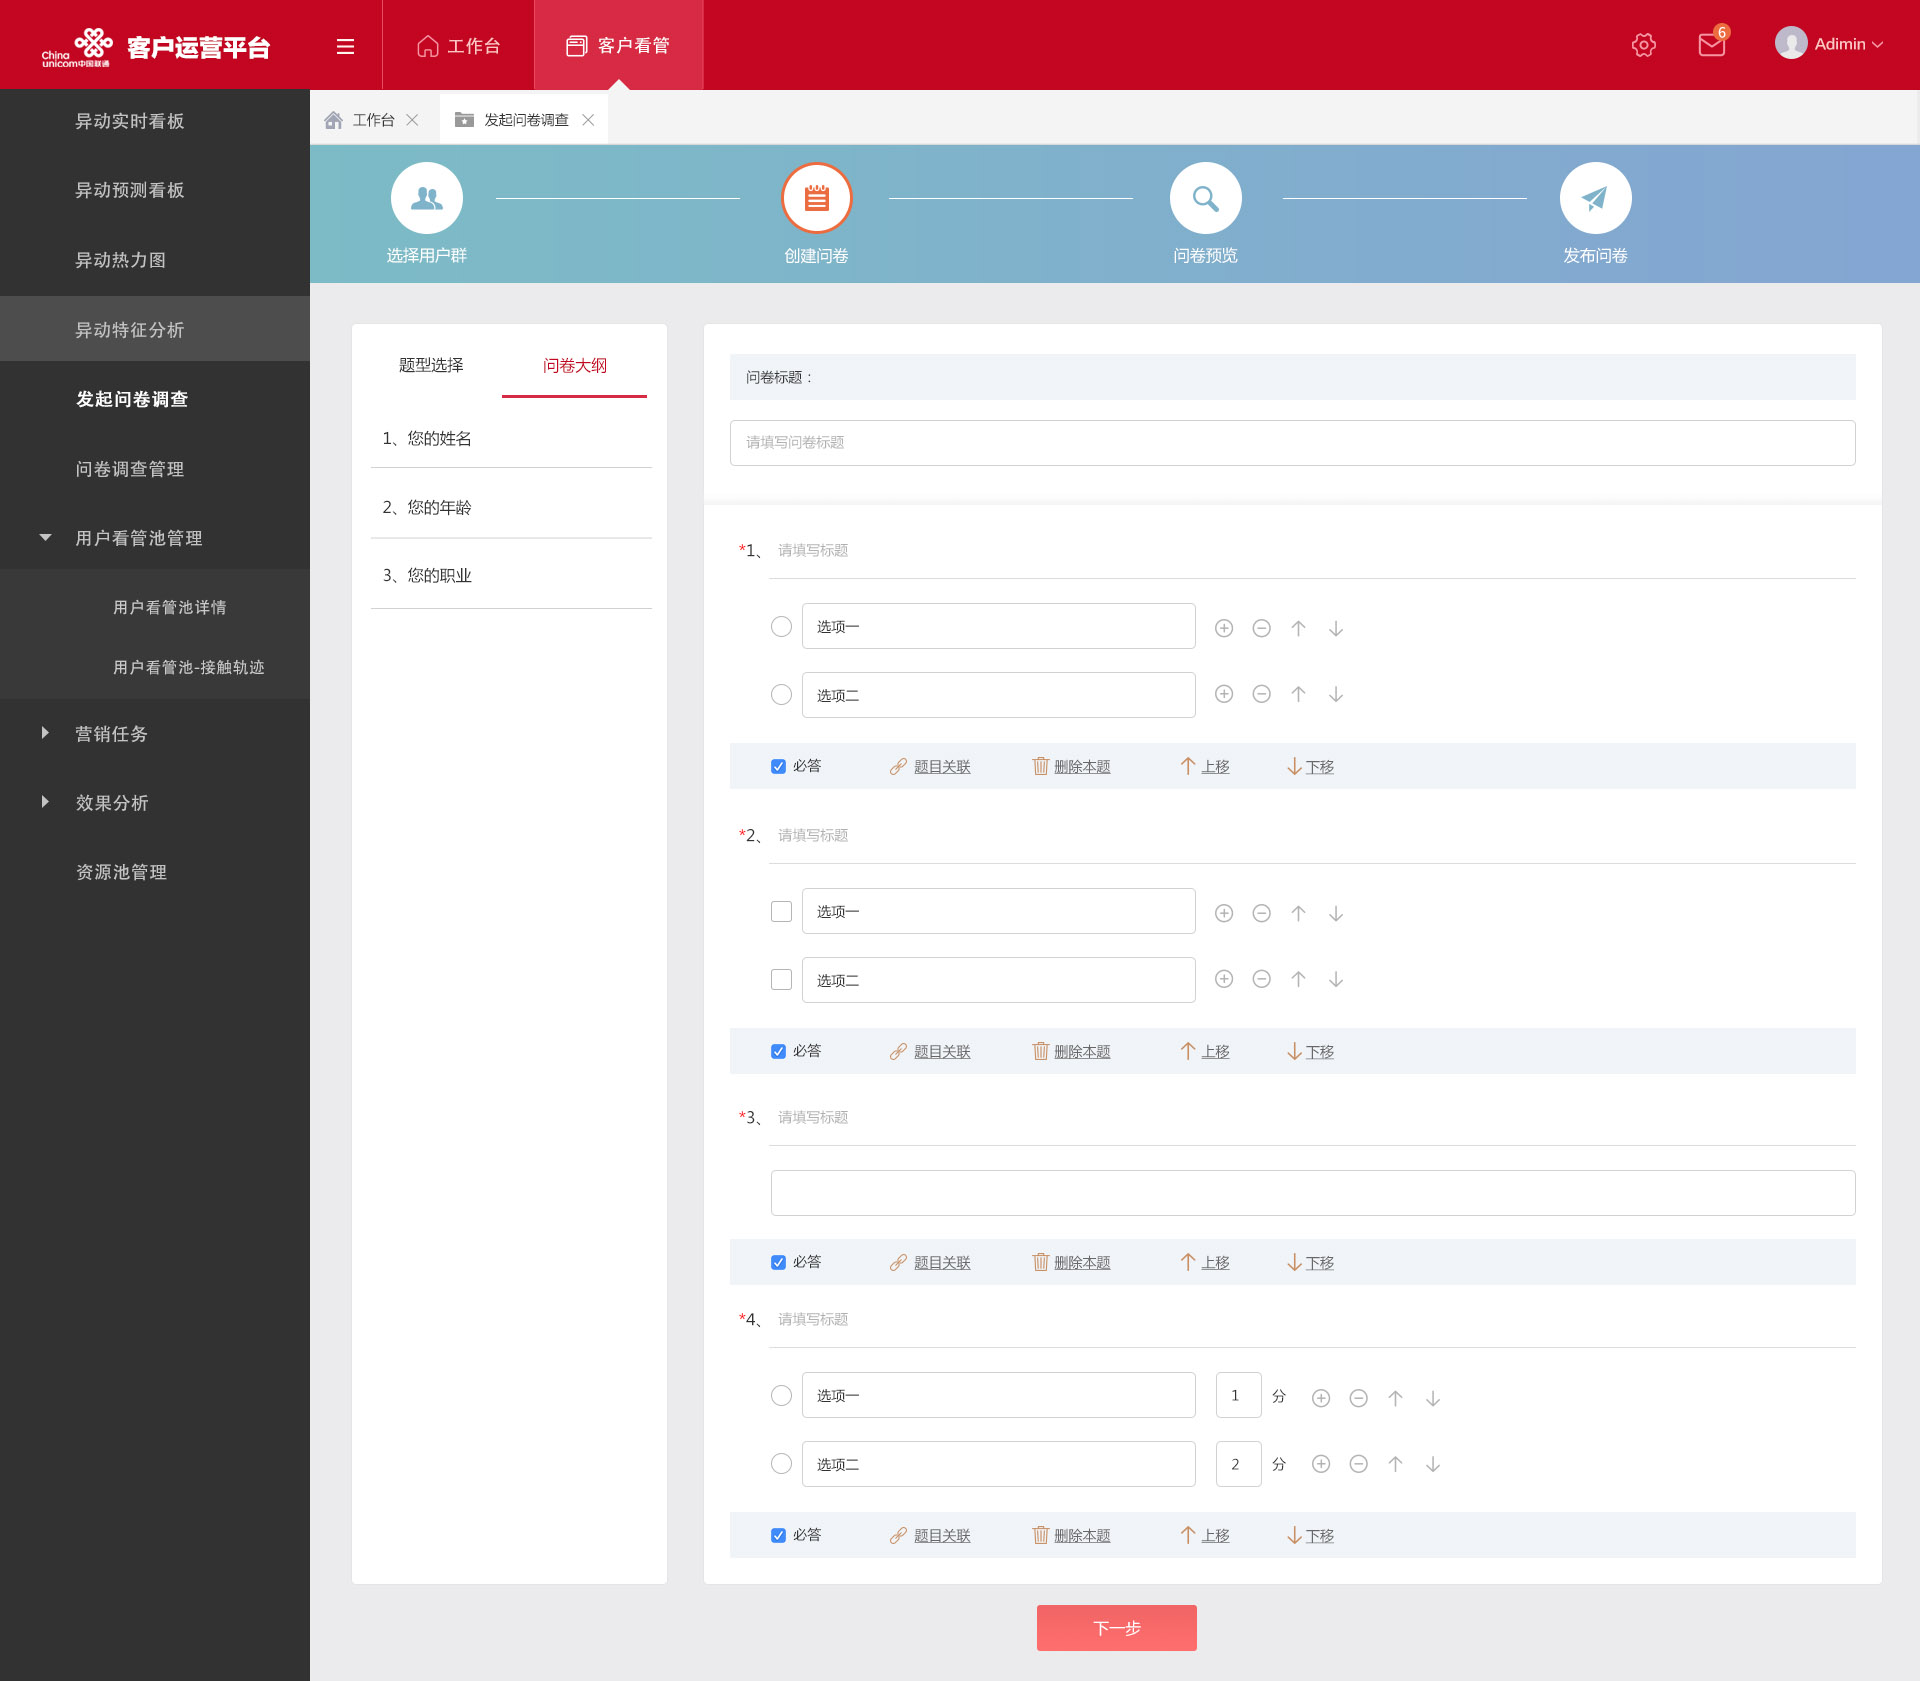 China
unicom中国联通
客户运营平台
工作台
客户看管
6
Adimin
异动实时看板
异动预测看板
异动热力图
异动特征分析
发起问卷调查
问卷调查管理
用户看管池管理
用户看管池详情
用户看管池-接触轨迹
营销任务
效果分析
资源池管理
工作台
发起问卷调查
选择用户群
创建问卷
问卷预览
发布问卷
题型选择
问卷大纲
1、您的姓名
2、您的年龄
3、您的职业
问卷标题：
请填写问卷标题
*1、 请填写标题
选项一
选项二
必答 题目关联 删除本题 上移 下移
*2、 请填写标题
选项一
选项二
必答 题目关联 删除本题 上移 下移
*3、 请填写标题
必答 题目关联 删除本题 上移 下移
*4、 请填写标题
选项一 1 分
选项二 2 分
必答 题目关联 删除本题 上移 下移
下一步